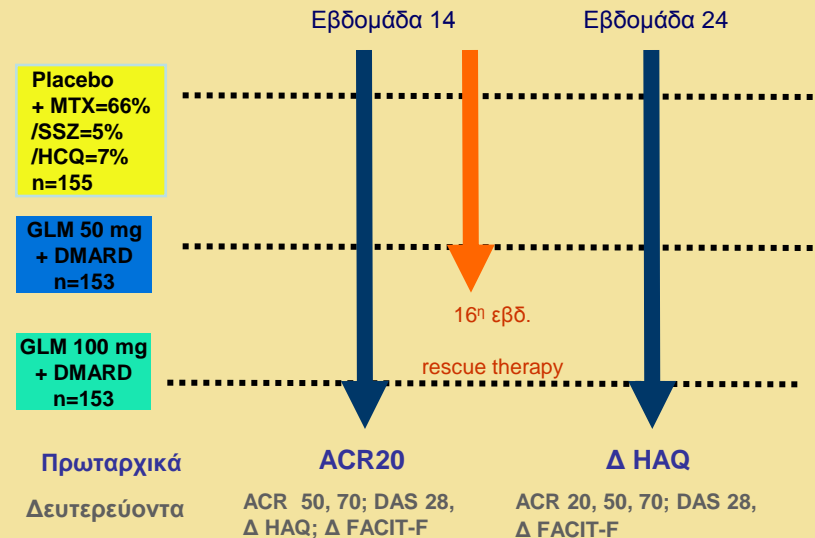 Εβδομάδα 14
Εβδομάδα 24
Placebo
+ MTX=66%
/SSZ=5%
/HCQ=7%
n=155
GLM 50 mg
+ DMARD
n=153
16η εβδ.
rescue therapy
GLM 100 mg
+ DMARD
n=153
Πρωταρχικά
ACR20
Δ HAQ
Δευτερεύοντα
ACR 50, 70; DAS 28,
Δ HAQ; Δ FACIT-F
ACR 20, 50, 70; DAS 28,
Δ FACIT-F